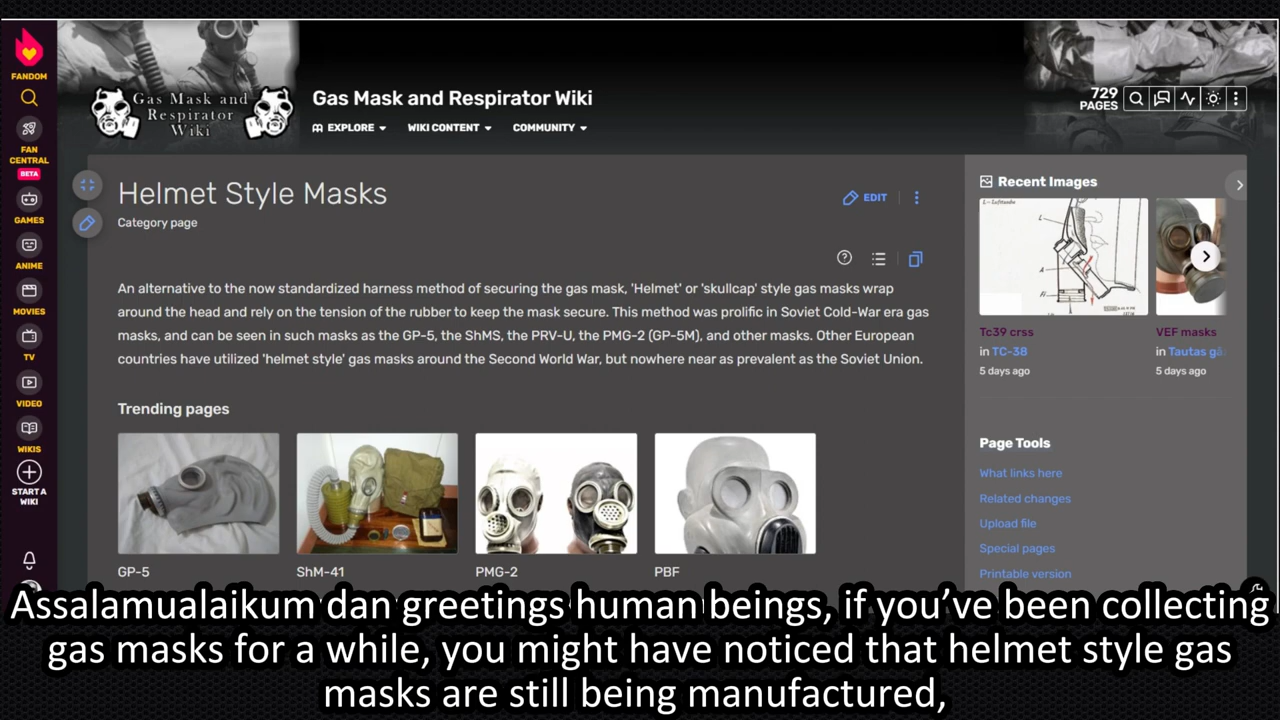 FANDOM
FAN
CENTRAL
BETA
GAMES
ANIME
MOVIES
TV
VIDEO
WIKIS
START A
WIKI
Gas Mask and
Respirator
Wiki
Gas Mask and Respirator Wiki
EXPLORE
WIKI CONTENT
COMMUNITY
729
PAGES
Helmet Style Masks
Category page
EDIT
An alternative to the now standardized harness method of securing the gas mask, 'Helmet' or 'skullcap' style gas masks wrap
around the head and rely on the tension of the rubber to keep the mask secure. This method was prolific in Soviet Cold-War era gas
masks, and can be seen in such masks as the GP-5, the ShMS, the PRV-U, the PMG-2 (GP-5M), and other masks. Other European
countries have utilized 'helmet style' gas masks around the Second World War, but nowhere near as prevalent as the Soviet Union.
Trending pages
GP-5
ShM-41
PMG-2
PBF
Recent Images
Tc39 crss
in TC-38
5 days ago
VEF masks
in Tautas gā
5 days ago
Page Tools
What links here
Related changes
Upload file
Special pages
Printable version
Assalamualaikum dan greetings human beings, if you’ve been collecting
gas masks for a while, you might have noticed that helmet style gas
masks are still being manufactured,